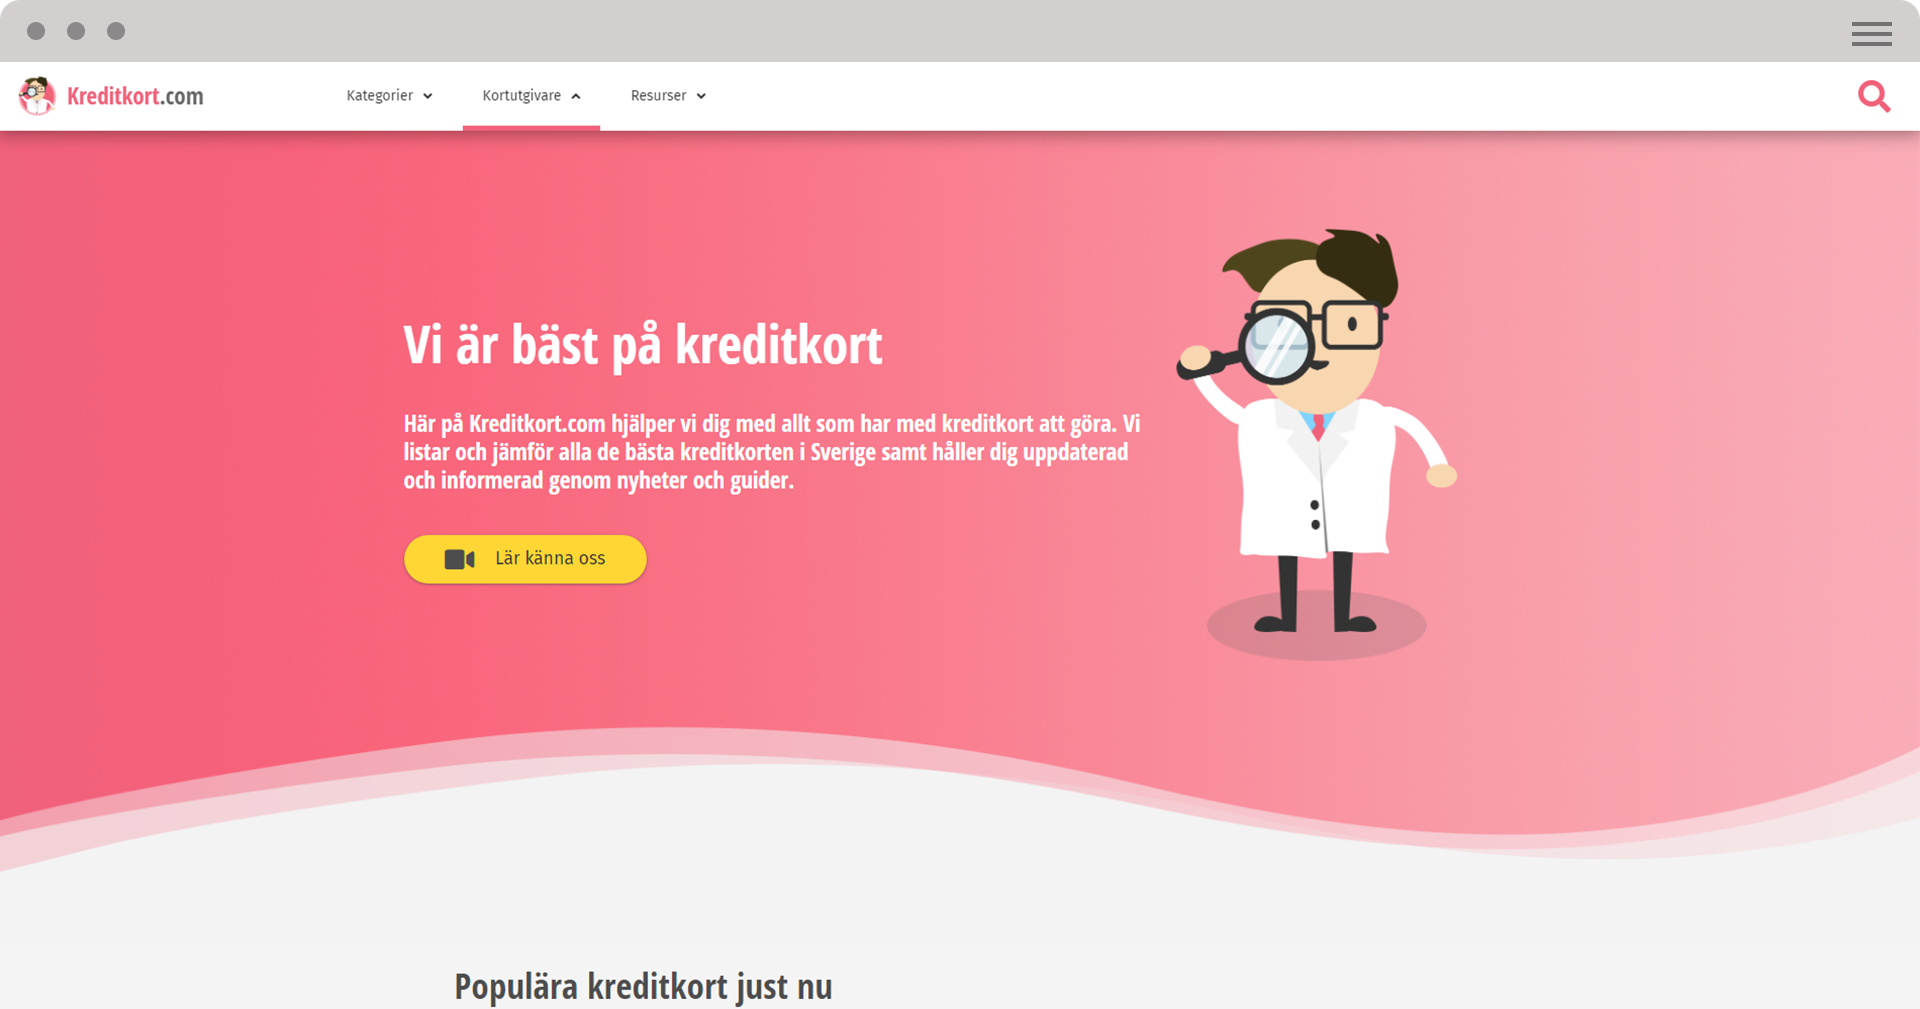 Kreditkort.com
Kategorier
Kortutgivare
Resurser
Vi är bäst på kreditkort
Här på Kreditkort.com hjälper vi dig med allt som har med kreditkort att göra. Vi
listar och jämför alla de bästa kreditkorten i Sverige samt håller dig uppdaterad
och informerad genom nyheter och guider.
Lär känna oss
Populära kreditkort just nu